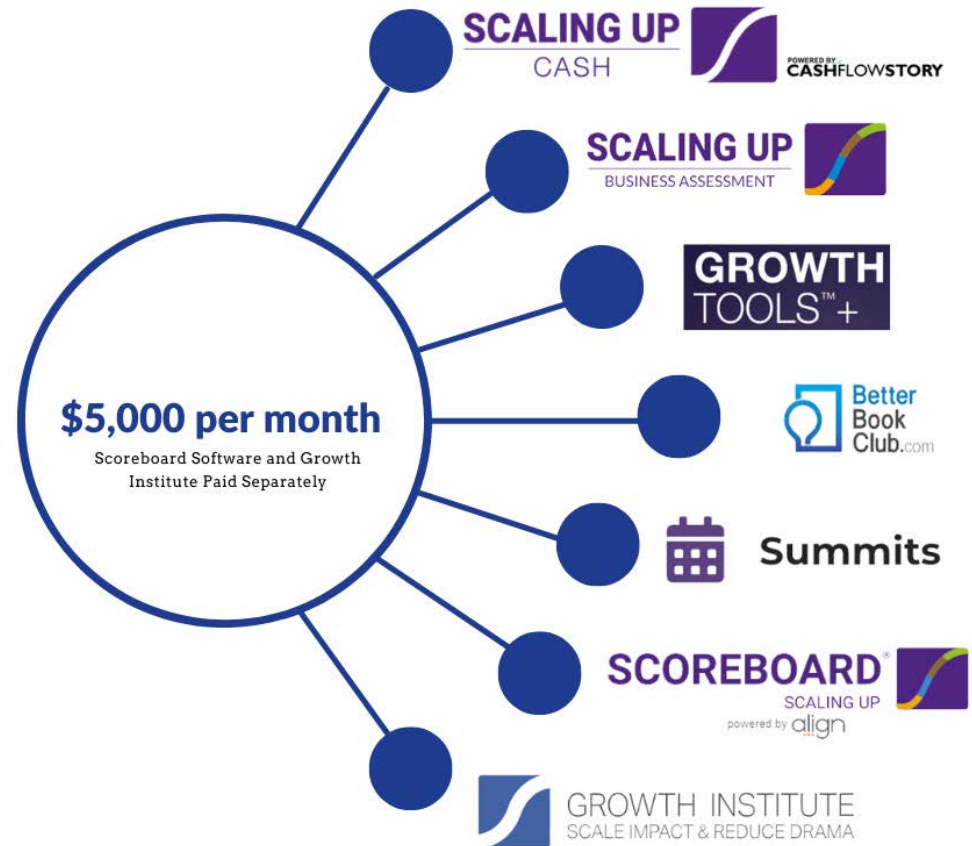 SCALING UP
CASH
POWERED BY
CASHFLOWSTORY
SCALING UP
BUSINESS ASSESSMENT
GROWTH
TOOLS™+
$5,000 per month
Scoreboard Software and Growth
Institute Paid Separately
Better
Book
Club.com
Summits
SCOREBOARD®
SCALING UP
powered by align
GROWTH INSTITUTE
SCALE IMPACT & REDUCE DRAMA